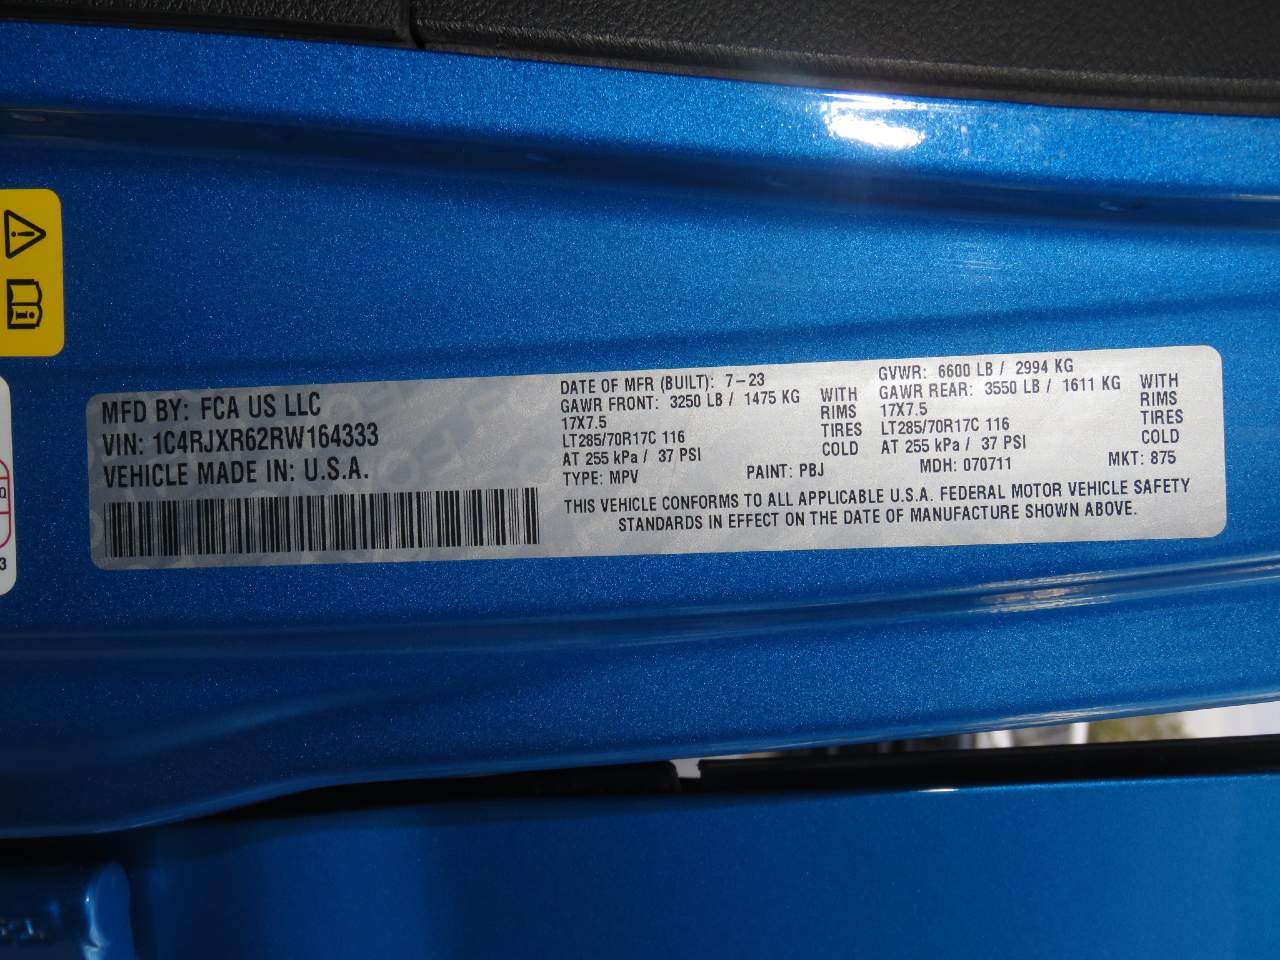 MFD BY: FCA US LLC
VIN: 1C4RJXR62RW164333
VEHICLE MADE IN: U.S.A.
DATE OF MFR (BUILT): 7-23
GAWR FRONT: 3250 LB / 1475 KG WITH
17X7.5 RIMS
LT285/70R17C 116 TIRES
AT 255 kPa / 37 PSI COLD
TYPE: MPV PAINT: PBJ
GVWR: 6600 LB / 2994 KG
GAWR REAR: 3550 LB / 1611 KG WITH
17X7.5 RIMS
LT285/70R17C 116 TIRES
AT 255 kPa / 37 PSI COLD
MDH: 070711 MKT: 875
THIS VEHICLE CONFORMS TO ALL APPLICABLE U.S.A. FEDERAL MOTOR VEHICLE SAFETY
STANDARDS IN EFFECT ON THE DATE OF MANUFACTURE SHOWN ABOVE.
3